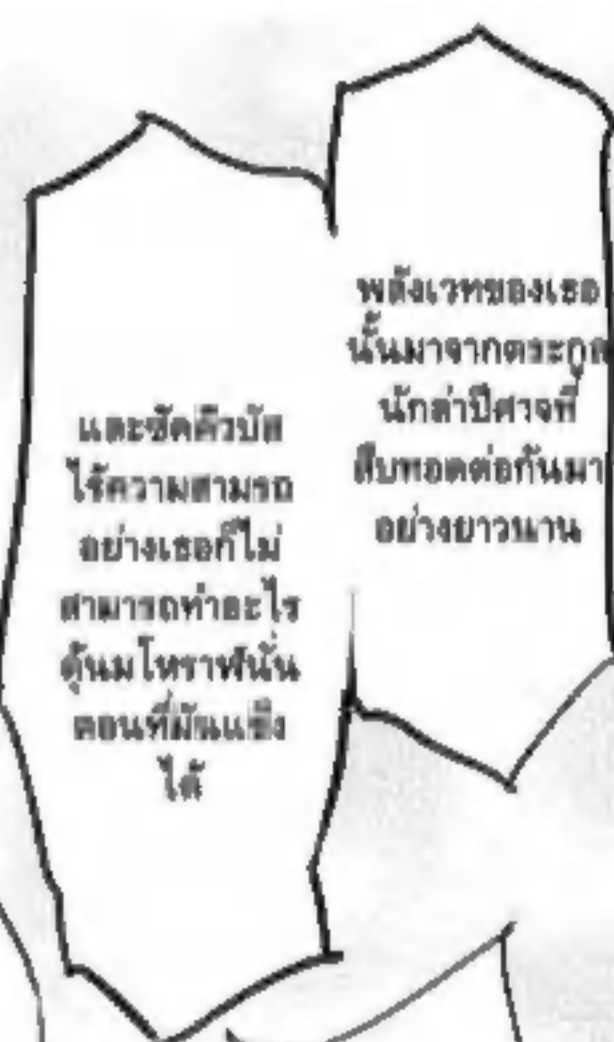 พลังเวทของเธอ
นั้นมาจากตระกูล
นักล่าปีศาจที่
สืบทอดต่อกันมา
อย่างยาวนาน
และซัคคิวบัส
ไร้ความสามรถ
อย่างเธอก็ไม่
สามารถทำอะไร
ดุ้นมโหราฬนั่น
ตอนที่มันแข็ง
ได้